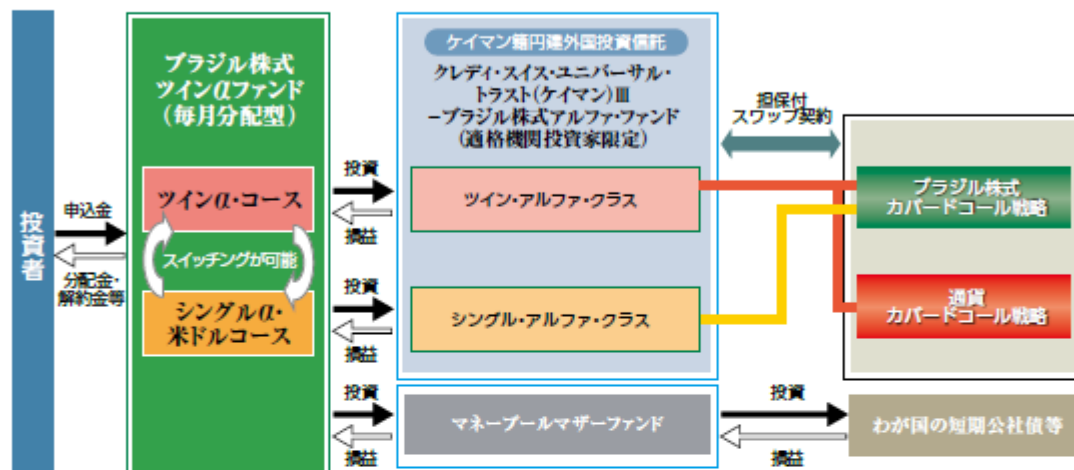 投資者
申込金
分配金・
解約金等
ブラジル株式
ツインαファンド
(毎月分配型)
ツインα・コース
スイッチングが可能
シングルα・
米ドルコース
投資
損益
投資
損益
投資
損益
ケイマン籍円建外国投資信託
クレディ・スイス・ユニバーサル・
トラスト(ケイマン)Ⅲ
−ブラジル株式アルファ・ファンド
(適格機関投資家限定)
ツイン・アルファ・クラス
シングル・アルファ・クラス
マネープールマザーファンド
担保付
スワップ契約
ブラジル株式
カバードコール戦略
通貨
カバードコール戦略
投資
損益
わが国の短期公社債等